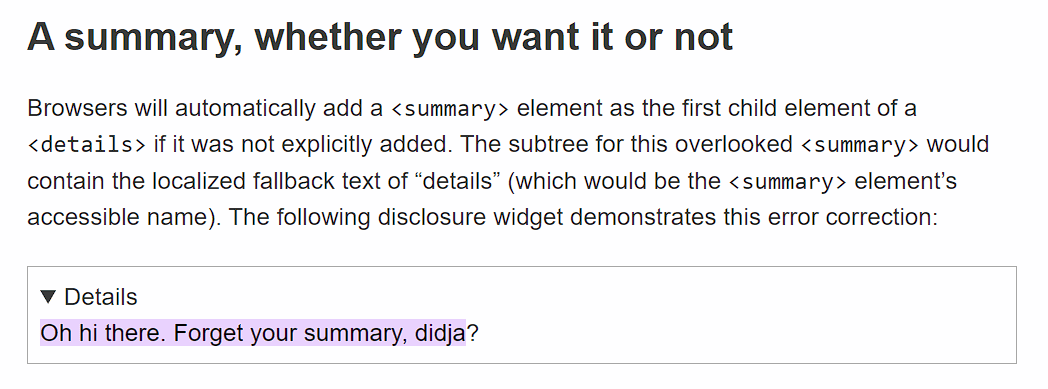 A summary, whether you want it or not
Browsers will automatically add a <summary> element as the first child element of a
<details> if it was not explicitly added. The subtree for this overlooked <summary> would
contain the localized fallback text of “details” (which would be the <summary> element’s
accessible name). The following disclosure widget demonstrates this error correction:
▼ Details
Oh hi there. Forget your summary, didja?